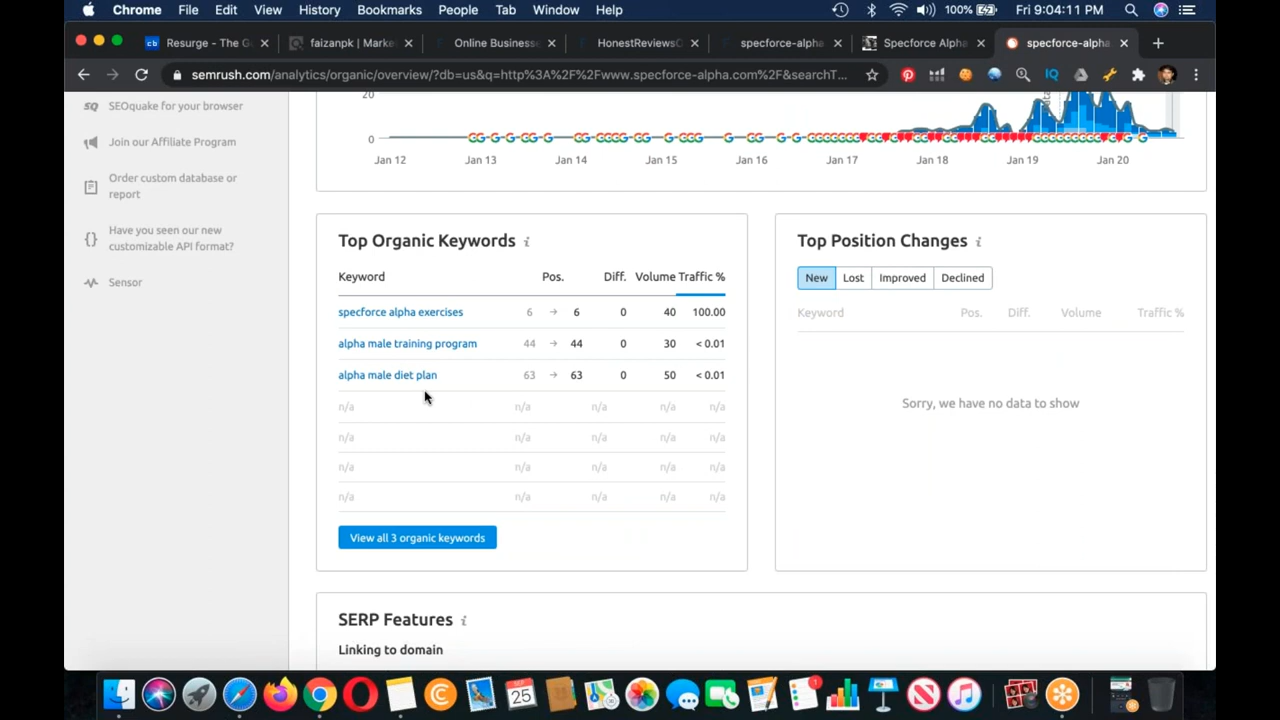 Chrome File Edit View History Bookmarks People Tab Window Help 100% Fri 9:04:11 PM
cb Resurge - The G faizanpk | Marke Online Business HonestReviewsO specforce-alpha Specforce Alpha specforce-alpha
semrush.com/analytics/organic/overview/?db=us&q=http%3A%2F%2Fwww.specforce-alpha.com%2F&searchT... IQ
SEOquake for your browser
Join our Affiliate Program
Order custom database or
report
Have you seen our new
customizable API format?
Sensor
20
0
Jan 12 Jan 13 Jan 14 Jan 15 Jan 16 Jan 17 Jan 18 Jan 19 Jan 20
Top Organic Keywords i
Keyword Pos. Diff. Volume Traffic %
specforce alpha exercises 6 → 6 0 40 100.00
alpha male training program 44 → 44 0 30 < 0.01
alpha male diet plan 63 → 63 0 50 < 0.01
n/a n/a n/a n/a n/a
n/a n/a n/a n/a n/a
n/a n/a n/a n/a n/a
n/a n/a n/a n/a n/a
View all 3 organic keywords
Top Position Changes i
New Lost Improved Declined
Keyword Pos. Diff. Volume Traffic %
Sorry, we have no data to show
SERP Features i
Linking to domain
25
1